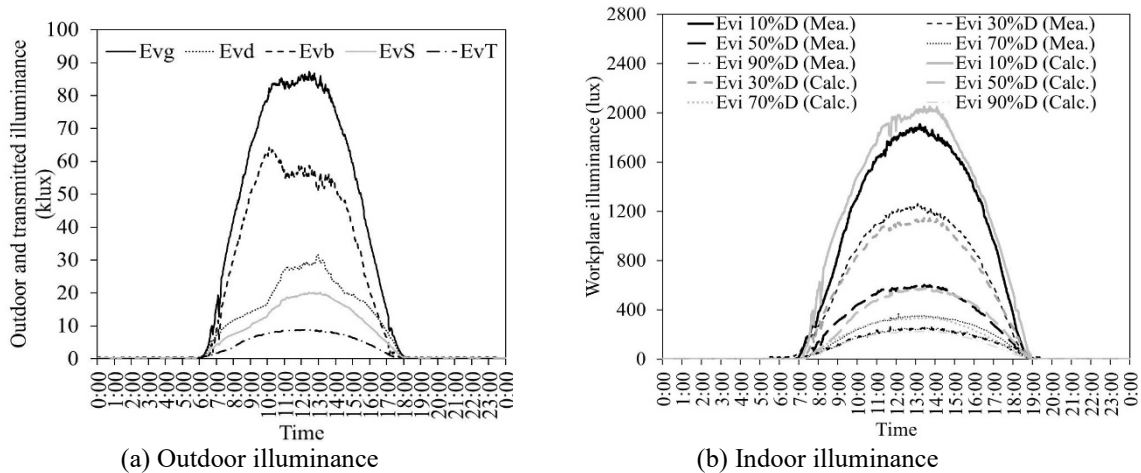 Outdoor and transmitted illuminance
(klux)
100
90
80
70
60
50
40
30
20
10
0
Evg Evd Evb EvS EvT
0:00 1:00 2:00 3:00 4:00 5:00 6:00 7:00 8:00 9:00 10:00 11:00 12:00 13:00 14:00 15:00 16:00 17:00 18:00 19:00 20:00 21:00 22:00 23:00 0:00
Time
(a) Outdoor illuminance
Workplane illuminance (lux)
2800
2400
2000
1600
1200
800
400
0
Evi 10%D (Mea.) Evi 30%D (Mea.)
Evi 50%D (Mea.) Evi 70%D (Mea.)
Evi 90%D (Mea.) Evi 10%D (Calc.)
Evi 30%D (Calc.) Evi 50%D (Calc.)
Evi 70%D (Calc.) Evi 90%D (Calc.)
0:00 1:00 2:00 3:00 4:00 5:00 6:00 7:00 8:00 9:00 10:00 11:00 12:00 13:00 14:00 15:00 16:00 17:00 18:00 19:00 20:00 21:00 22:00 23:00 0:00
Time
(b) Indoor illuminance